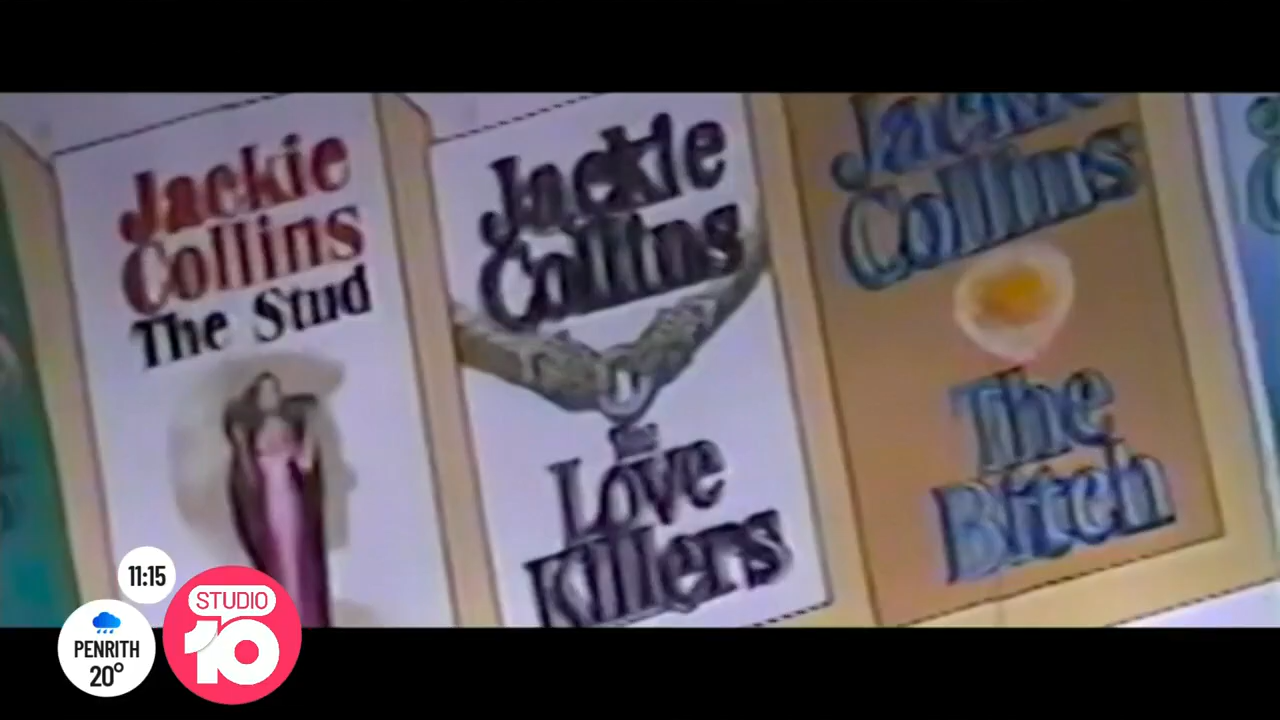 Jackie
Collins
The Stud
Jackie
Collins
The
Love
Killers
Jackie
Collins
The
Bitch
11:15
STUDIO
10
PENRITH
20°